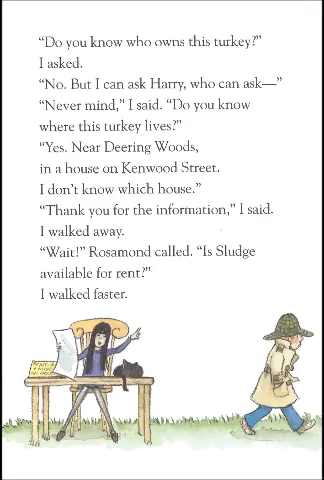 “Do you know who owns this turkey?”
I asked.
“No. But I can ask Harry, who can ask—”
“Never mind,” I said. “Do you know
where this turkey lives?”
“Yes. Near Deering Woods,
in a house on Kenwood Street.
I don’t know which house.”
“Thank you for the information,” I said.
I walked away.
“Wait!” Rosamond called. “Is Sludge
available for rent?”
I walked faster.